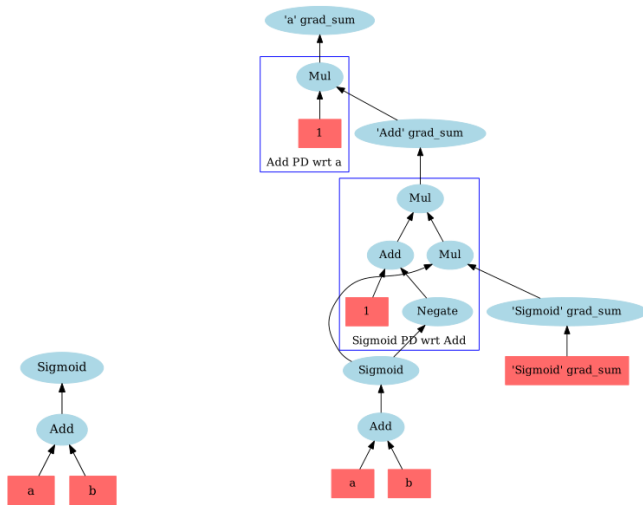 'a' grad_sum
Mul
1
'Add' grad_sum
Add PD wrt a
Mul
Add
Mul
1
Negate
'Sigmoid' grad_sum
Sigmoid PD wrt Add
Sigmoid
Sigmoid
'Sigmoid' grad_sum
Add
Add
a
b
a
b